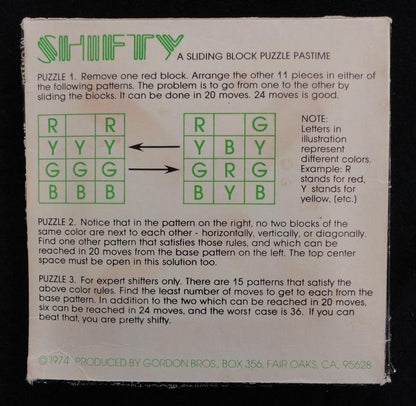 SHIFTY A SLIDING BLOCK PUZZLE PASTIME
PUZZLE 1. Remove one red block. Arrange the other 11 pieces in either of
the following patterns. The problem is to go from one to the other by
sliding the blocks. It can be done in 20 moves. 24 moves is good.
R R
Y Y Y
G G G
B B B
R G
Y B Y
G R G
B Y B
NOTE:
Letters in
illustration
represent
different colors.
Example: R
stands for red,
Y stands for
yellow, (etc.)
PUZZLE 2. Notice that in the pattern on the right, no two blocks of the
same color are next to each other - horizontally, vertically, or diagonally.
Find one other pattern that satisfies those rules, and which can be
reached in 20 moves from the base pattern on the left. The top center
space must be open in this solution too.
PUZZLE 3. For expert shifters only. There are 15 patterns that satisfy the
above color rules. Find the least number of moves to get to each from the
base pattern. In addition to the two which can be reached in 20 moves,
six can be reached in 24 moves, and the worst case is 36. If you can
beat that, you are pretty shifty.
©1974 PRODUCED BY GORDON BROS., BOX 356, FAIR OAKS, CA, 95628